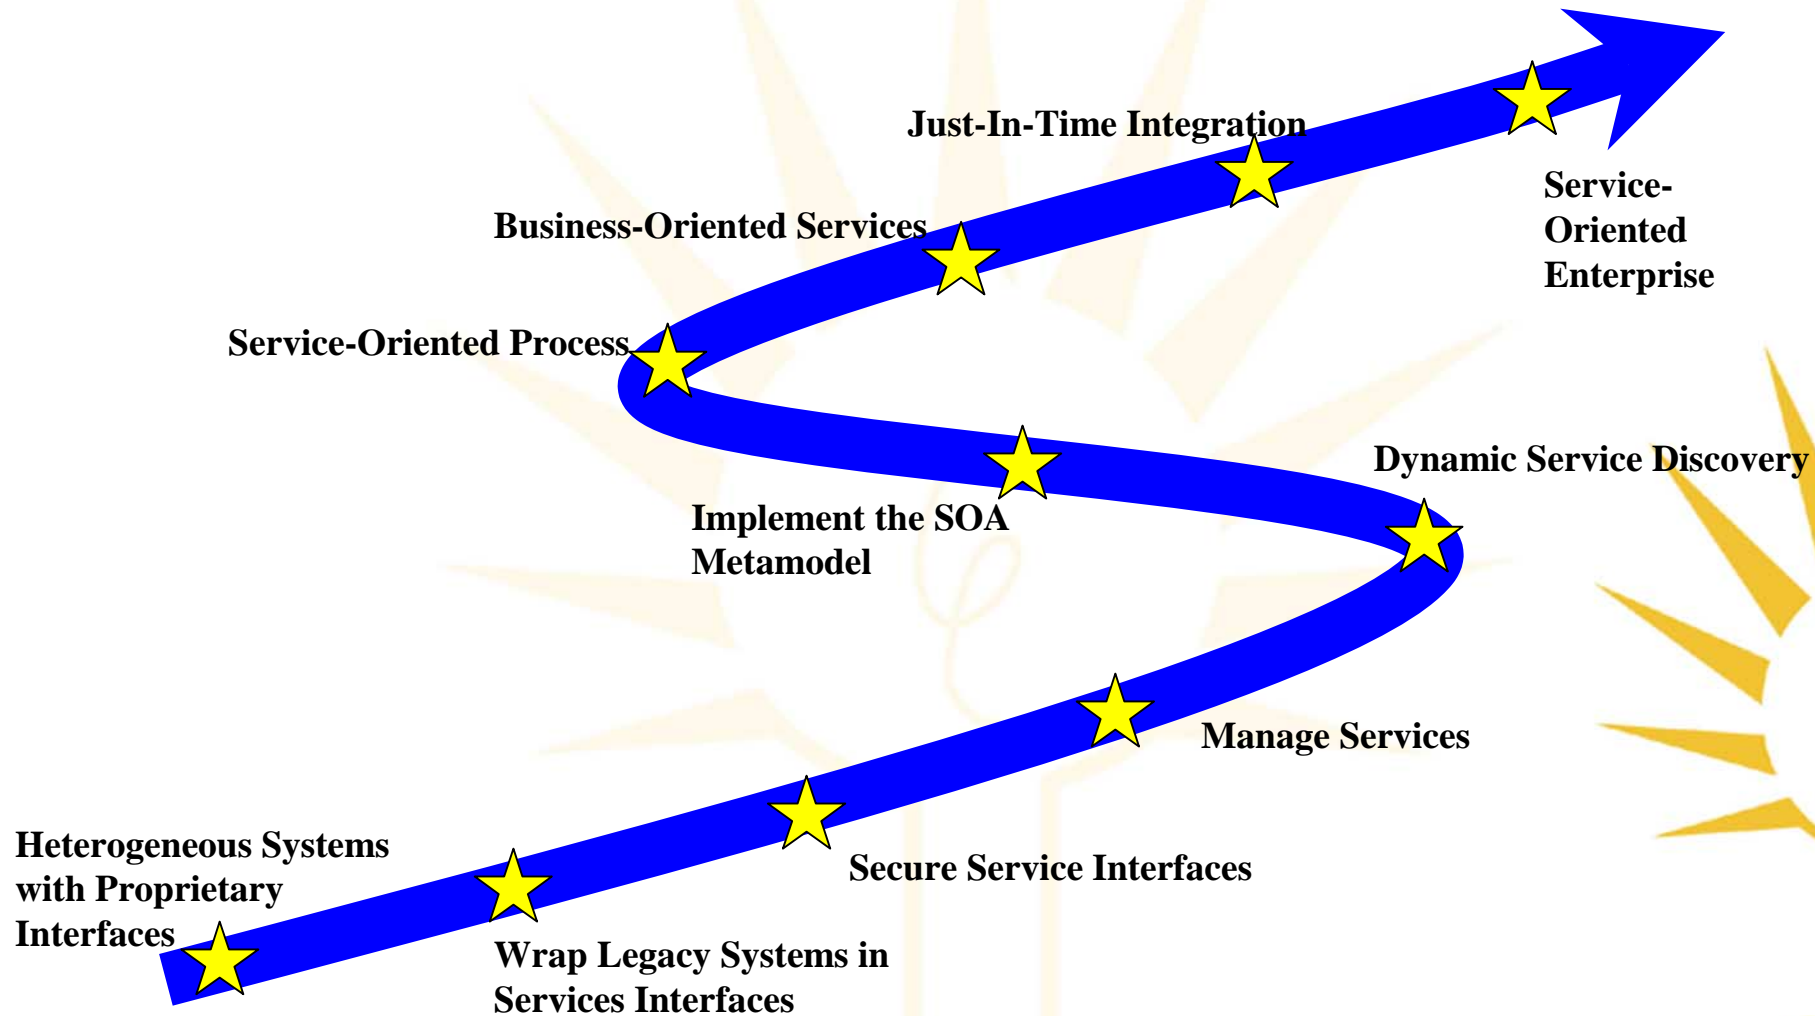 Just-In-Time Integration
Service-
Oriented
Enterprise
Business-Oriented Services
Service-Oriented Process
Dynamic Service Discovery
Implement the SOA
Metamodel
Manage Services
Heterogeneous Systems
with Proprietary
Interfaces
Secure Service Interfaces
Wrap Legacy Systems in
Services Interfaces